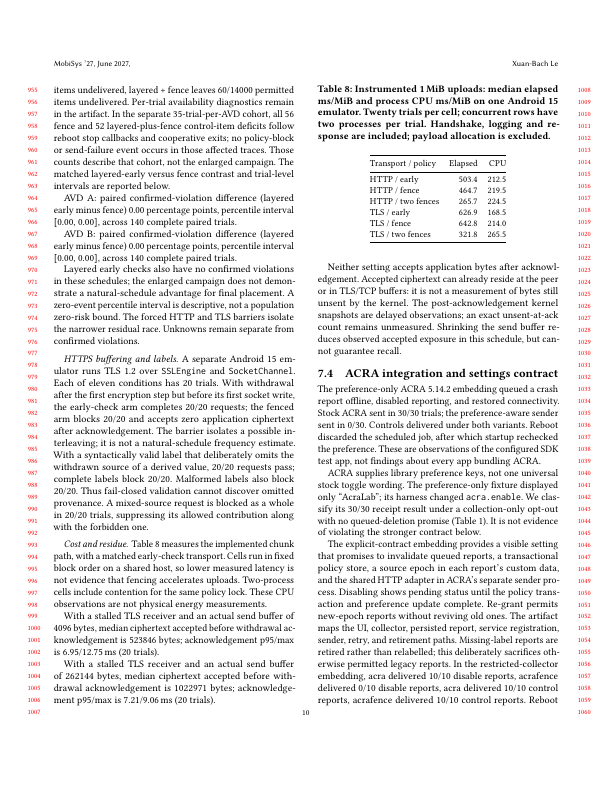 MobiSys '27, June 2027,
Xuan-Bach Le
955 items undelivered, layered + fence leaves 60/14000 permitted
956 items undelivered. Per-trial availability diagnostics remain
957 in the artifact. In the separate 35-trial-per-AVD cohort, all 56
958 fence and 52 layered-plus-fence control-item deficits follow
959 reboot stop callbacks and cooperative exits; no policy-block
960 or send-failure event occurs in those affected traces. Those
961 counts describe that cohort, not the enlarged campaign. The
962 matched layered-early versus fence contrast and trial-level
963 intervals are reported below.
964 AVD A: paired confirmed-violation difference (layered
965 early minus fence) 0.00 percentage points, percentile interval
966 [0.00, 0.00], across 140 complete paired trials.
967 AVD B: paired confirmed-violation difference (layered
968 early minus fence) 0.00 percentage points, percentile interval
969 [0.00, 0.00], across 140 complete paired trials.
970 Layered early checks also have no confirmed violations
971 in these schedules; the enlarged campaign does not demon-
972 strate a natural-schedule advantage for final placement. A
973 zero-event percentile interval is descriptive, not a population
974 zero-risk bound. The forced HTTP and TLS barriers isolate
975 the narrower residual race. Unknowns remain separate from
976 confirmed violations.
977
978 HTTPS buffering and labels. A separate Android 15 em-
979 ulator runs TLS 1.2 over SSLEngine and SocketChannel.
980 Each of eleven conditions has 20 trials. With withdrawal
981 after the first encryption step but before its first socket write,
982 the early-check arm completes 20/20 requests; the fenced
983 arm blocks 20/20 and accepts zero application ciphertext
984 after acknowledgement. The barrier isolates a possible in-
985 terleaving; it is not a natural-schedule frequency estimate.
986 With a syntactically valid label that deliberately omits the
987 withdrawn source of a derived value, 20/20 requests pass;
988 complete labels block 20/20. Malformed labels also block
989 20/20. Thus fail-closed validation cannot discover omitted
990 provenance. A mixed-source request is blocked as a whole
991 in 20/20 trials, suppressing its allowed contribution along
992 with the forbidden one.
993 Cost and residue. Table 8 measures the implemented chunk
994 path, with a matched early-check transport. Cells run in fixed
995 block order on a shared host, so lower measured latency is
996 not evidence that fencing accelerates uploads. Two-process
997 cells include contention for the same policy lock. These CPU
998 observations are not physical energy measurements.
999 With a stalled TLS receiver and an actual send buffer of
1000 4096 bytes, median ciphertext accepted before withdrawal ac-
1001 knowledgement is 523846 bytes; acknowledgement p95/max
1002 is 6.95/12.75 ms (20 trials).
1003 With a stalled TLS receiver and an actual send buffer
1004 of 262144 bytes, median ciphertext accepted before with-
1005 drawal acknowledgement is 1022971 bytes; acknowledge-
1006 ment p95/max is 7.21/9.06 ms (20 trials).
1007
Table 8: Instrumented 1 MiB uploads: median elapsed 1008
ms/MiB and process CPU ms/MiB on one Android 15 1009
emulator. Twenty trials per cell; concurrent rows have 1010
two processes per trial. Handshake, logging and re- 1011
sponse are included; payload allocation is excluded. 1012
1013
Transport / policy Elapsed CPU 1014
1015
HTTP / early 503.4 212.5
HTTP / fence 464.7 219.5 1016
HTTP / two fences 265.7 224.5 1017
TLS / early 626.9 168.5 1018
TLS / fence 642.8 214.0 1019
TLS / two fences 321.8 265.5 1020
1021
1022
Neither setting accepts application bytes after acknowl- 1023
edgement. Accepted ciphertext can already reside at the peer 1024
or in TLS/TCP buffers: it is not a measurement of bytes still 1025
unsent by the kernel. The post-acknowledgement kernel 1026
snapshots are delayed observations; an exact unsent-at-ack 1027
count remains unmeasured. Shrinking the send buffer re- 1028
duces observed accepted exposure in this schedule, but can- 1029
not guarantee recall. 1030
1031
7.4 ACRA integration and settings contract 1032
The preference-only ACRA 5.14.2 embedding queued a crash 1033
report offline, disabled reporting, and restored connectivity. 1034
Stock ACRA sent in 30/30 trials; the preference-aware sender 1035
sent in 0/30. Controls delivered under both variants. Reboot 1036
discarded the scheduled job, after which startup rechecked 1037
the preference. These are observations of the configured SDK 1038
test app, not findings about every app bundling ACRA. 1039
ACRA supplies library preference keys, not one universal 1040
stock toggle wording. The preference-only fixture displayed 1041
only “AcraLab”; its harness changed acra.enable. We clas- 1042
sify its 30/30 receipt result under a collection-only opt-out 1043
with no queued-deletion promise (Table 1). It is not evidence 1044
of violating the stronger contract below. 1045
The explicit-contract embedding provides a visible setting 1046
that promises to invalidate queued reports, a transactional 1047
policy store, a source epoch in each report's custom data, 1048
and the shared HTTP adapter in ACRA's separate sender pro- 1049
cess. Disabling shows pending status until the policy trans- 1050
action and preference update complete. Re-grant permits 1051
new-epoch reports without reviving old ones. The artifact 1052
maps the UI, collector, persisted report, service registration, 1053
sender, retry, and retirement paths. Missing-label reports are 1054
retired rather than relabelled; this deliberately sacrifices oth- 1055
erwise permitted legacy reports. In the restricted-collector 1056
embedding, acra delivered 10/10 disable reports, acrafence 1057
delivered 0/10 disable reports, acra delivered 10/10 control 1058
reports, acrafence delivered 10/10 control reports. Reboot 1059
1060
10